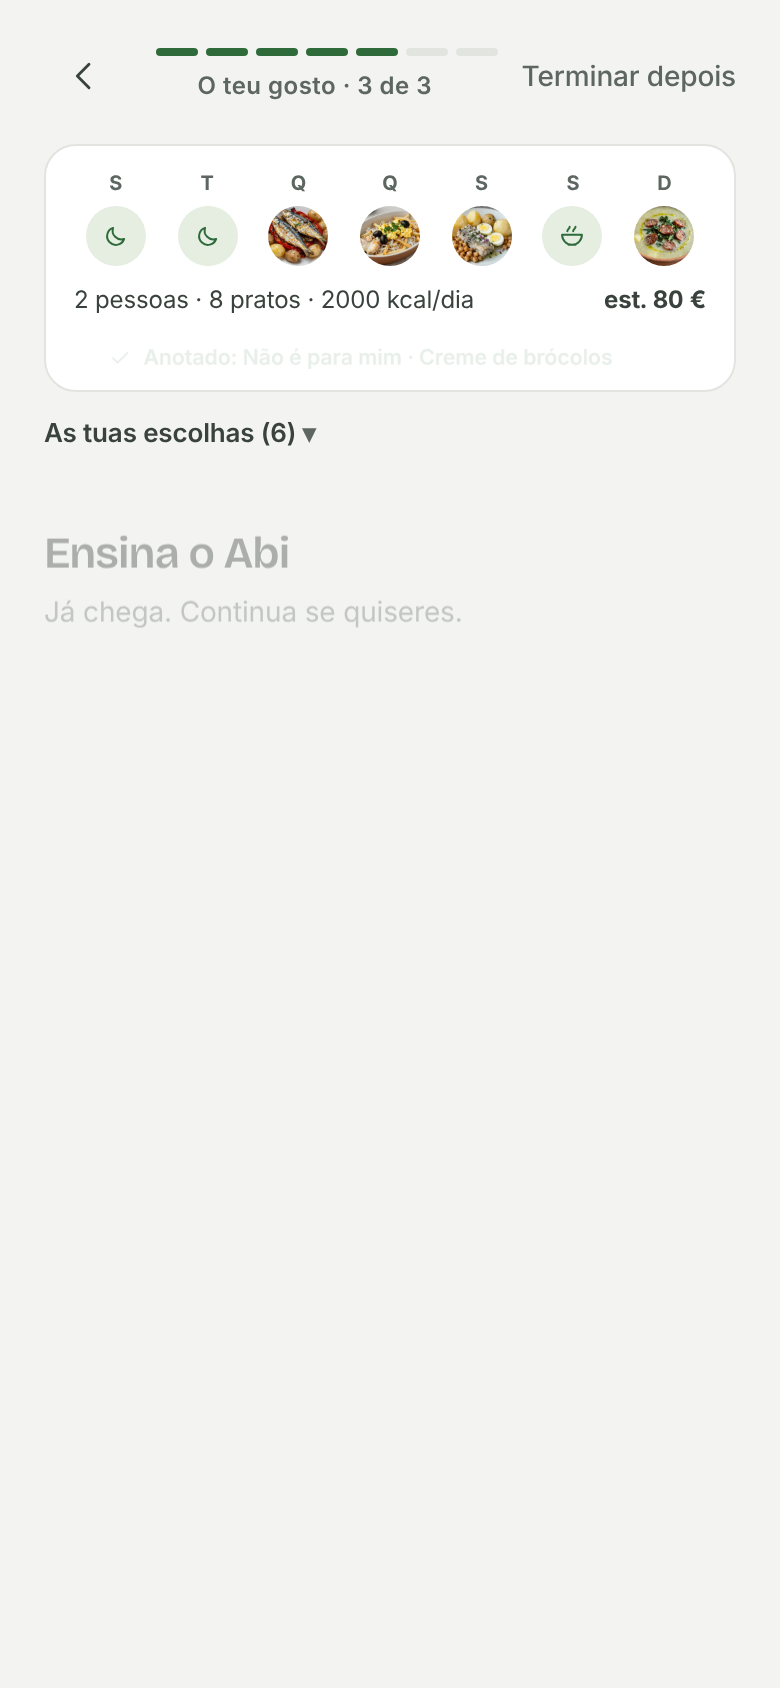 O teu gosto · 3 de 3
Terminar depois
S T Q Q S S D
2 pessoas · 8 pratos · 2000 kcal/dia est. 80 €
Anotado: Não é para mim · Creme de brócolos
As tuas escolhas (6) ▾
Ensina o Abi
Já chega. Continua se quiseres.